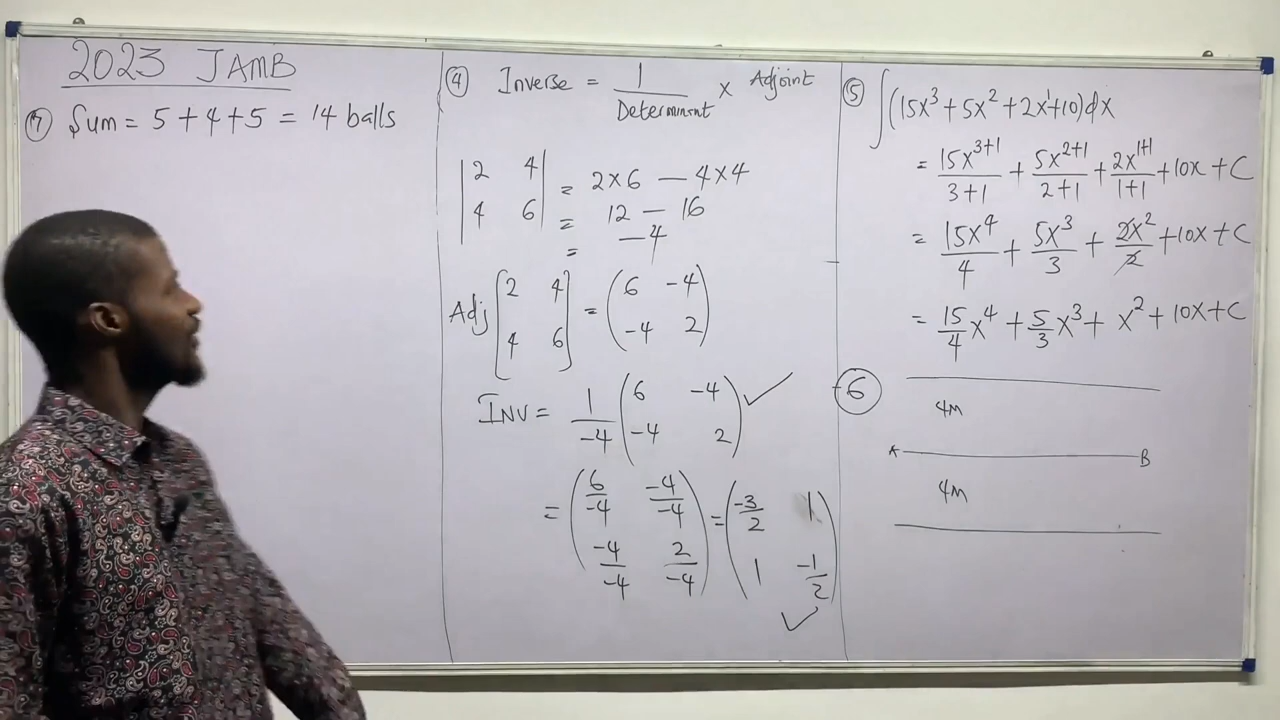 2023 JAMB
⑦ Sum = 5 + 4 + 5 = 14 balls
④ Inverse = 1/Determinant × Adjoint
|2 4|
|4 6| = 2×6 — 4×4
= 12 — 16
= —4
Adj [2 4; 4 6] = (6 -4; -4 2)
INV = 1/-4 (6 -4; -4 2) ✓
= (6/-4 -4/-4; -4/-4 2/-4) = (-3/2 1; 1 -1/2)
✓
⑤ ∫(15x³ + 5x² + 2x¹+10)dx
= 15x³⁺¹/3+1 + 5x²⁺¹/2+1 + 2x¹⁺¹/1+1 + 10x + C
= 15x⁴/4 + 5x³/3 + 2x²/2 + 10x + C
= 15/4 x⁴ + 5/3 x³ + x² + 10x + C
⑥
4M
A B
4M